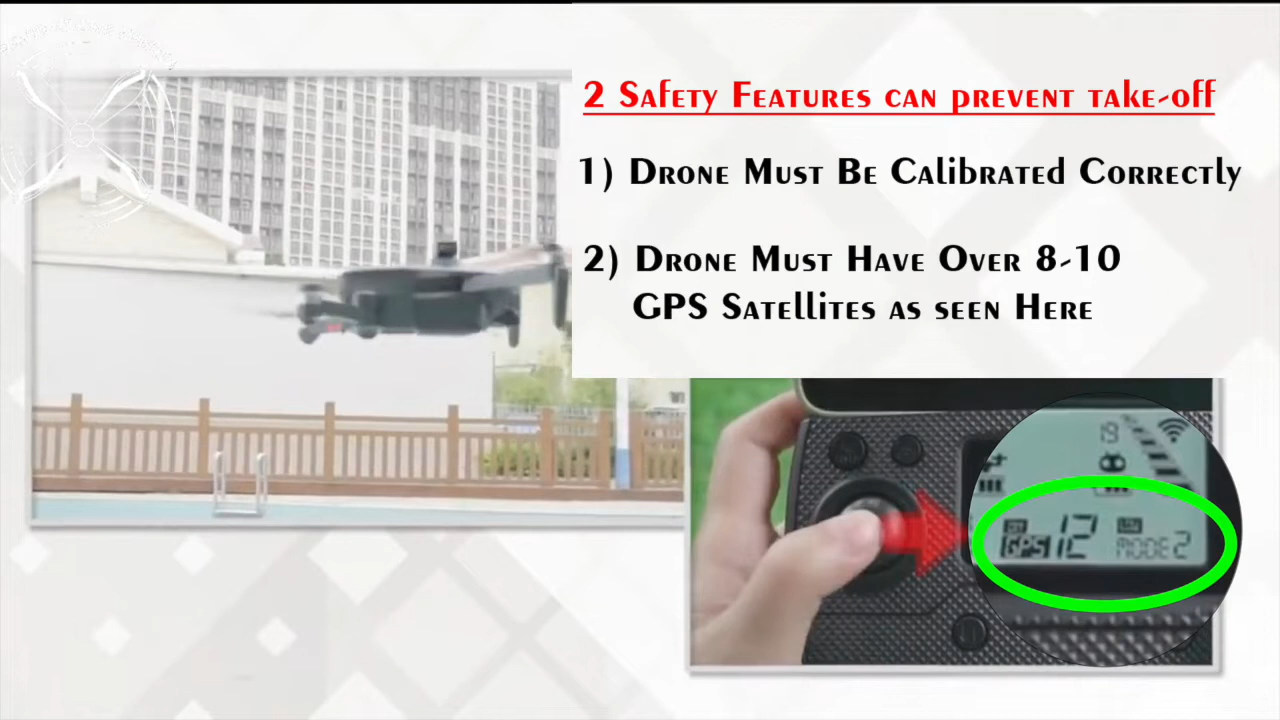 2 Safety Features can prevent take-off
1) Drone Must Be Calibrated Correctly
2) Drone Must Have Over 8-10
GPS Satellites as seen Here
19
GPS 12
MODE 2